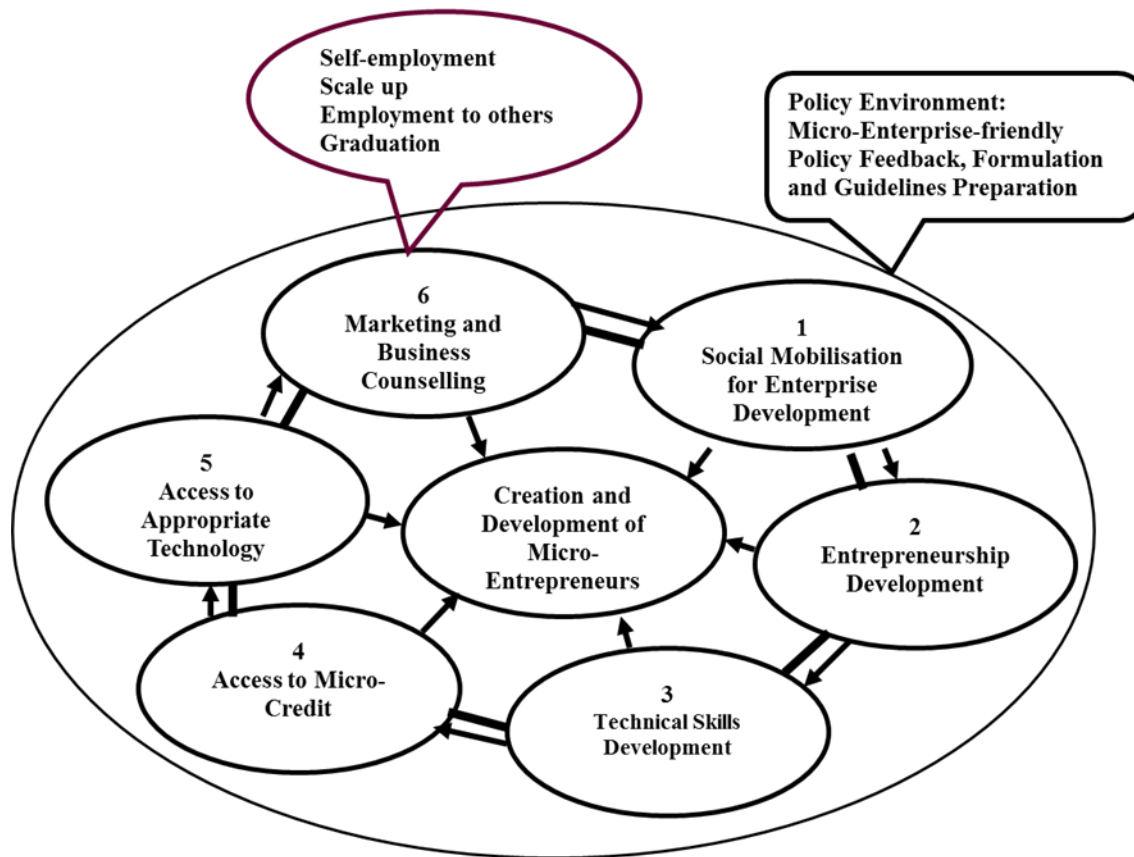 Self-employment
Scale up
Employment to others
Graduation
Policy Environment:
Micro-Enterprise-friendly
Policy Feedback, Formulation
and Guidelines Preparation
6
Marketing and
Business
Counselling
1
Social Mobilisation
for Enterprise
Development
5
Access to
Appropriate
Technology
Creation and
Development of
Micro-
Entrepreneurs
2
Entrepreneurship
Development
4
Access to Micro-
Credit
3
Technical Skills
Development